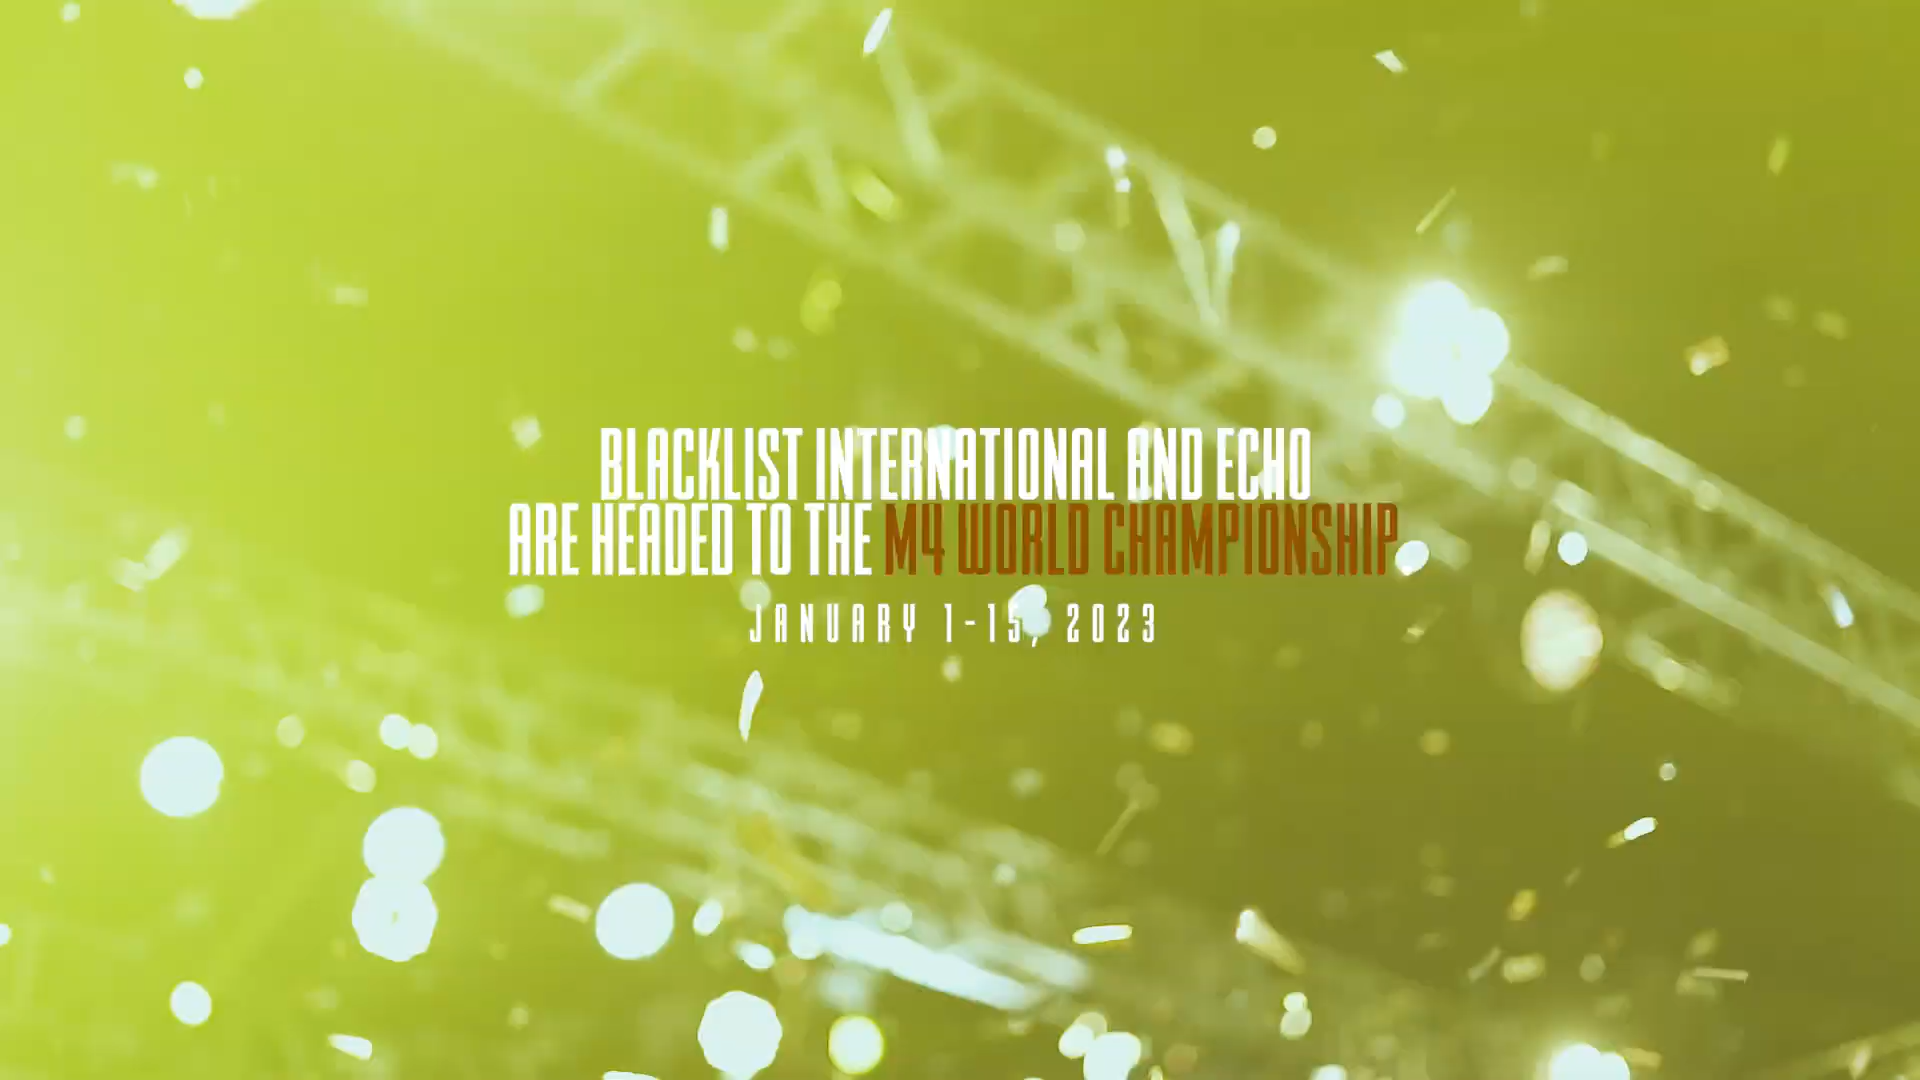 BLACKLIST INTERNATIONAL AND ECHO
ARE HEADED TO THE M4 WORLD CHAMPIONSHIP
JANUARY 1-15, 2023